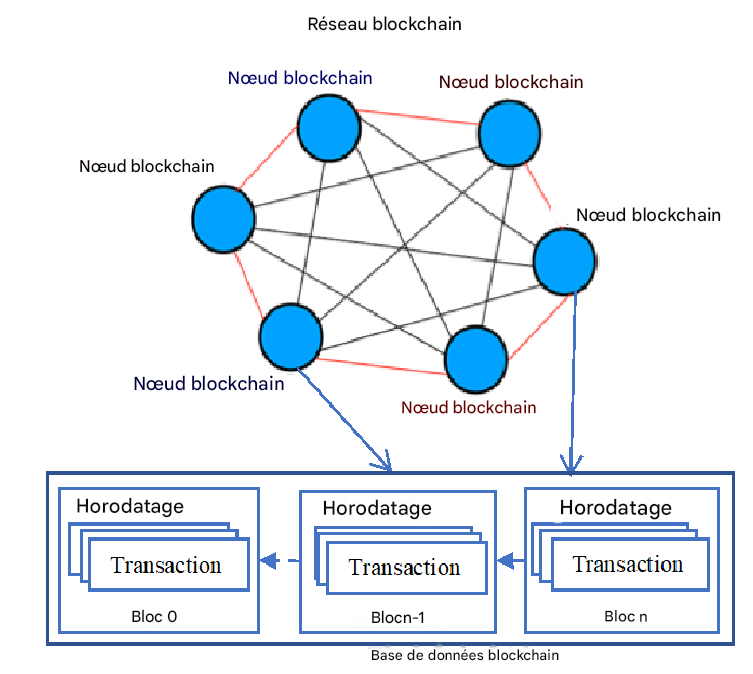 Réseau blockchain
Nœud blockchain
Nœud blockchain
Nœud blockchain
Nœud blockchain
Nœud blockchain
Nœud blockchain
Horodatage
Transaction
Bloc 0
Horodatage
Transaction
Blocn-1
Horodatage
Transaction
Bloc n
Base de données blockchain